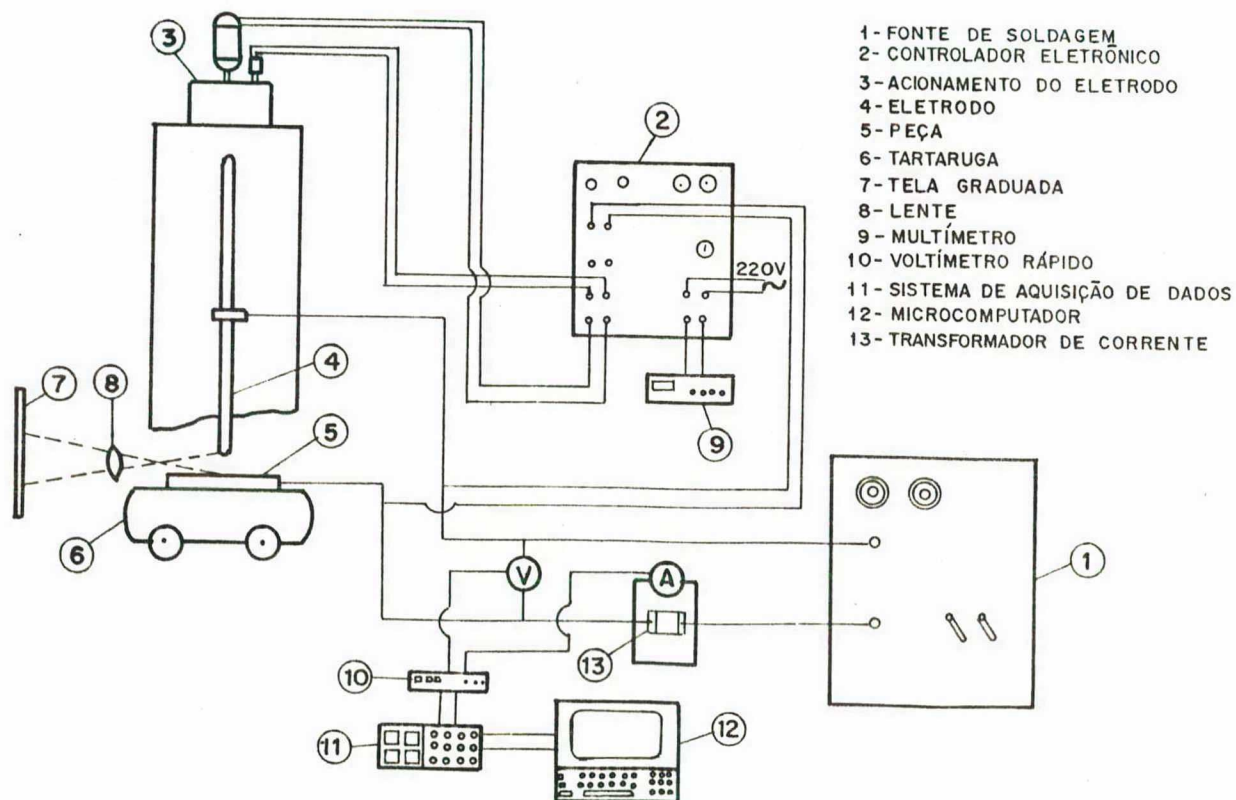 1- FONTE DE SOLDAGEM
2- CONTROLADOR ELETRÔNICO
3- ACIONAMENTO DO ELETRODO
4- ELETRODO
5- PEÇA
6- TARTARUGA
7- TELA GRADUADA
8- LENTE
9- MULTÍMETRO
10- VOLTÍMETRO RÁPIDO
11- SISTEMA DE AQUISIÇÃO DE DADOS
12- MICROCOMPUTADOR
13- TRANSFORMADOR DE CORRENTE
3
2
220V
4
7
8
5
9
6
V
A
1
13
10
11
12